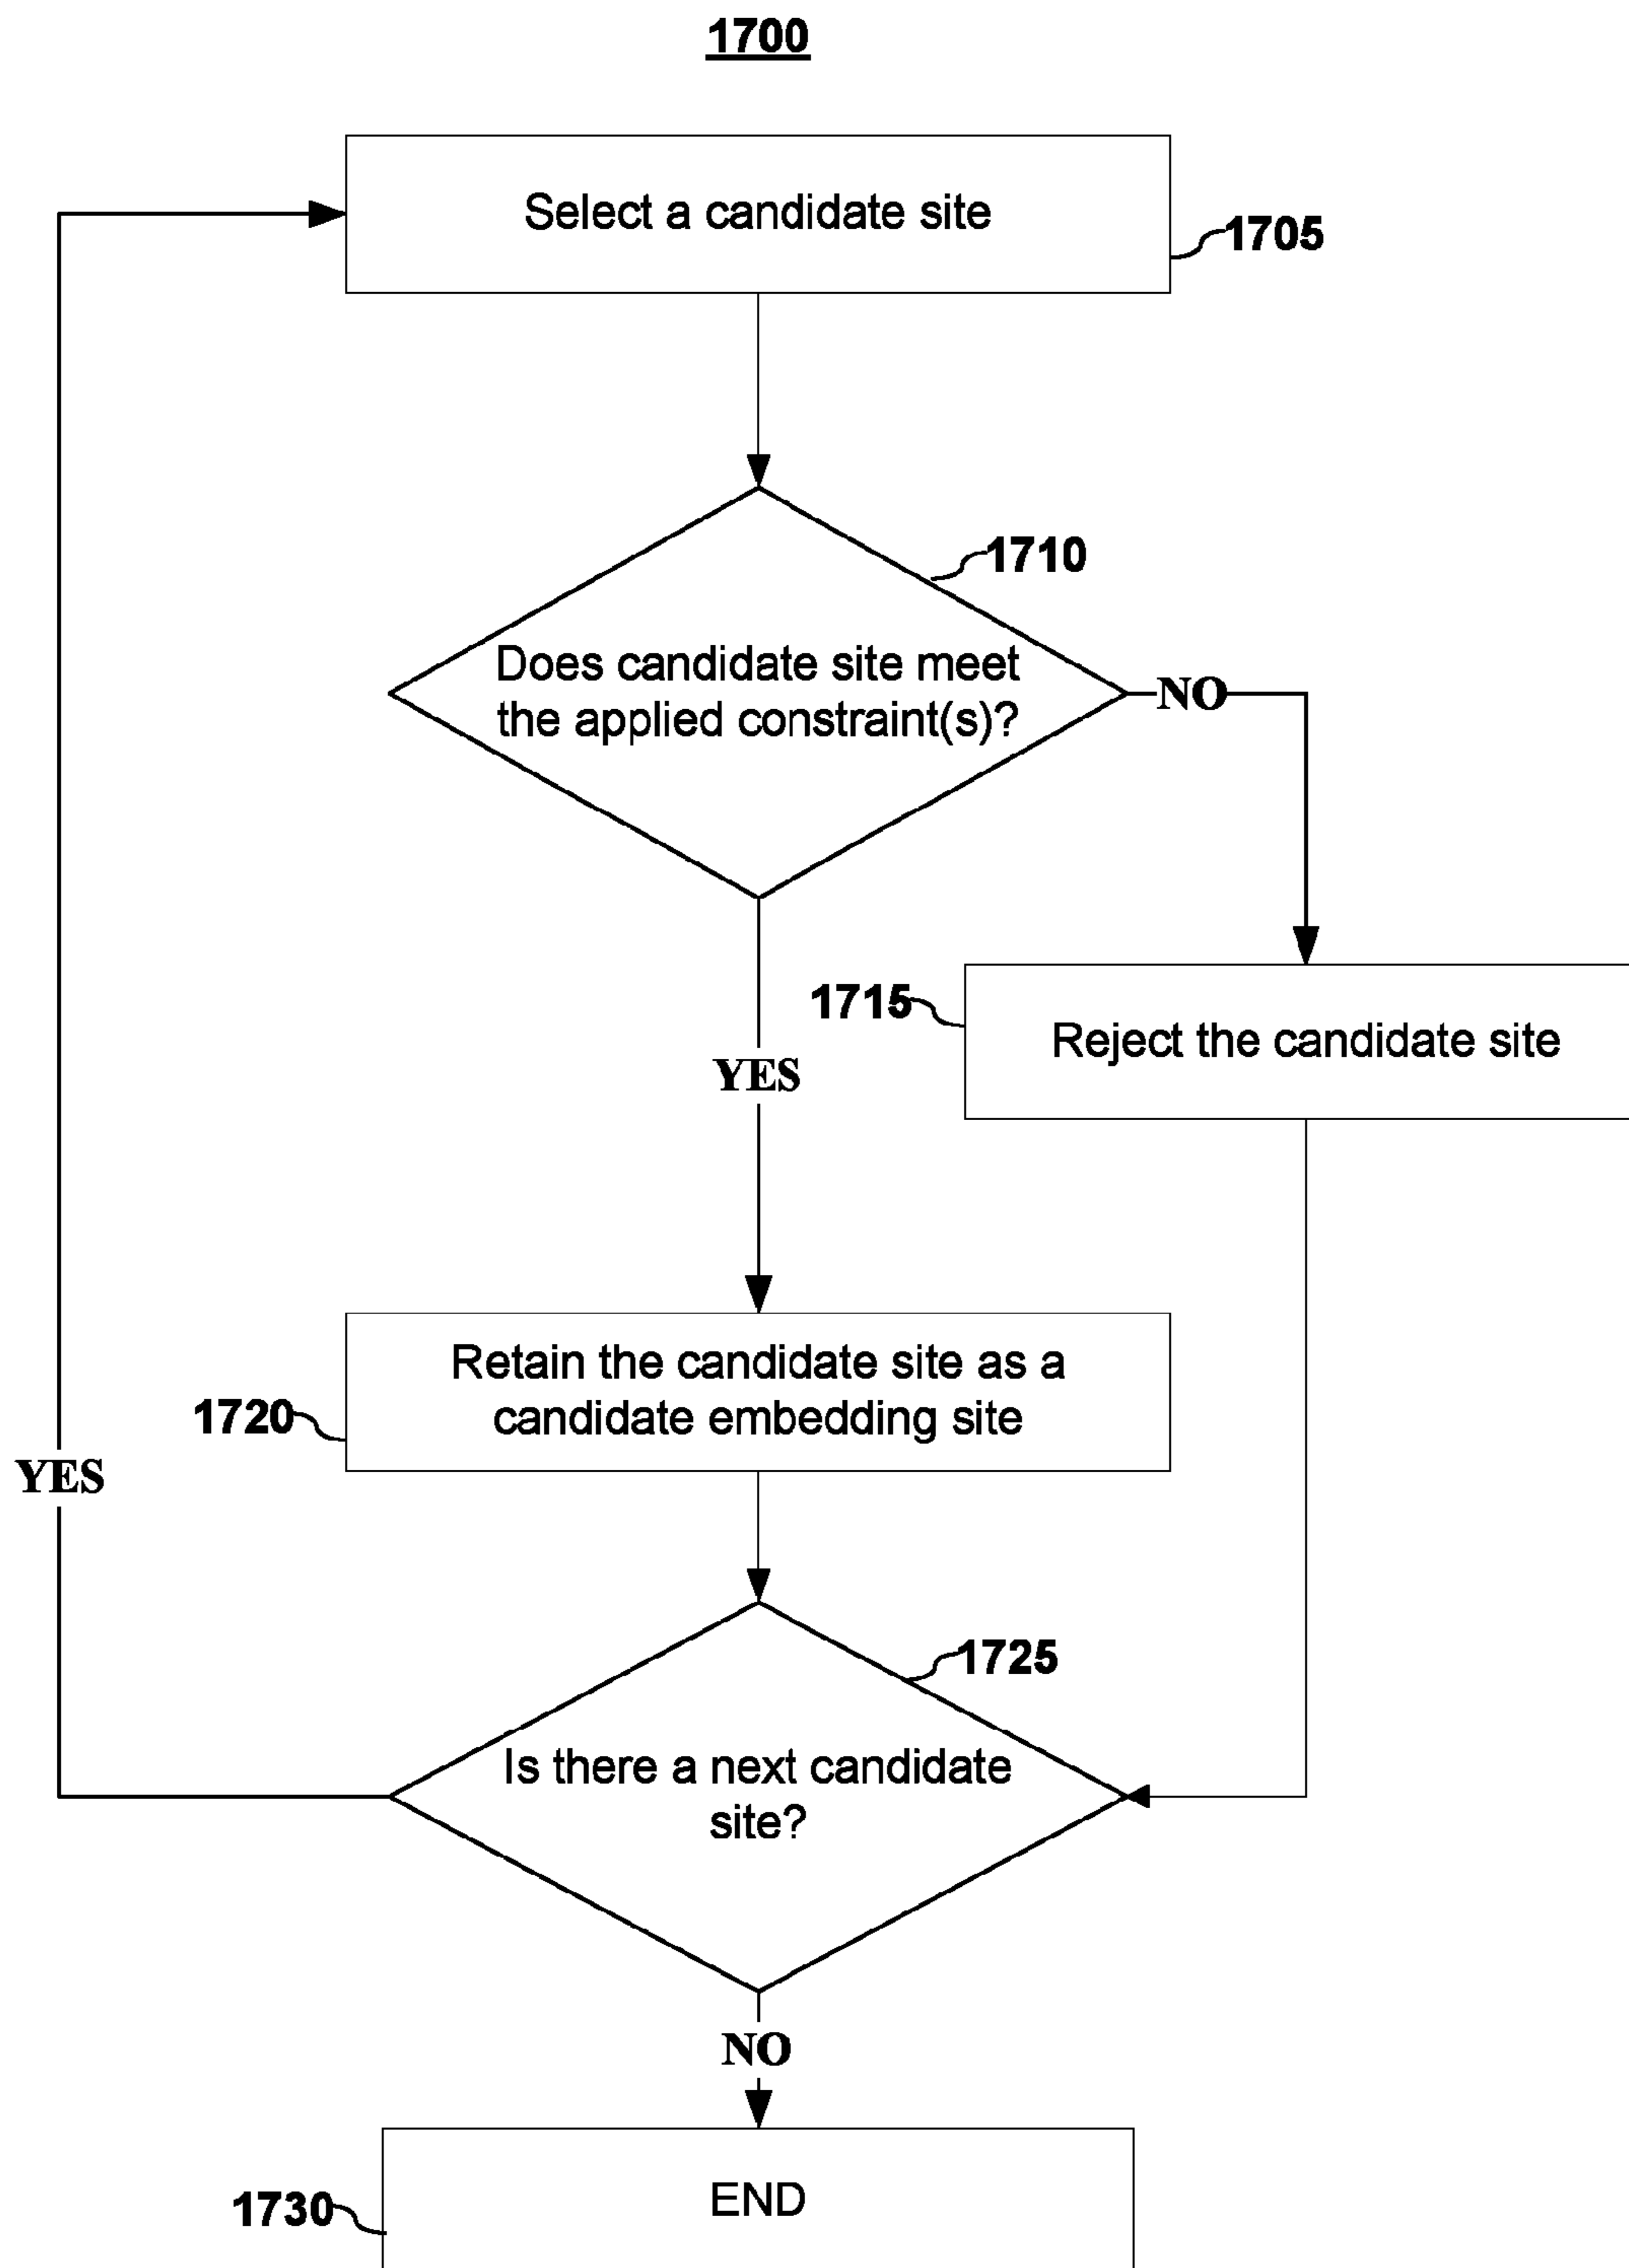 1700
Select a candidate site
1705
1710
Does candidate site meet
the applied constraint(s)?
NO
1715
Reject the candidate site
YES
Retain the candidate site as a
candidate embedding site
1720
YES
1725
Is there a next candidate
site?
NO
END
1730